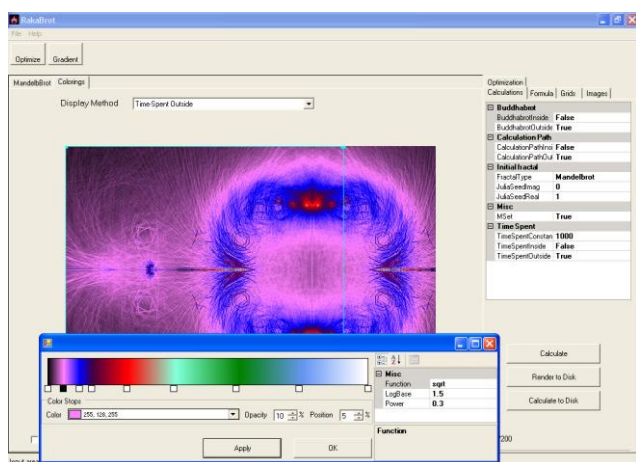 RakaBrot
File Help
Optimize Gradient
MandelbBrot Colorings
Display Method Time-Spent Outside
Optimization
Calculations Formula Grids Images
Buddhabrot
BuddhabrotInside False
BuddhabrotOutside True
Calculation Path
CalculationPathInsi False
CalculationPathOut True
Initial fractal
FractalType Mandelbrot
JuliaSeedImag 0
JuliaSeedReal 1
Misc
MSet True
Time Spent
TimeSpentConstan 1000
TimeSpentInside False
TimeSpentOutside True
Calculate
Render to Disk
Calculate to Disk
Misc
Function sqrt
LogBase 1.5
Power 0.3
Function
Color Stops
Color 255, 128, 255 Opacity 10 % Position 5 %
Apply OK